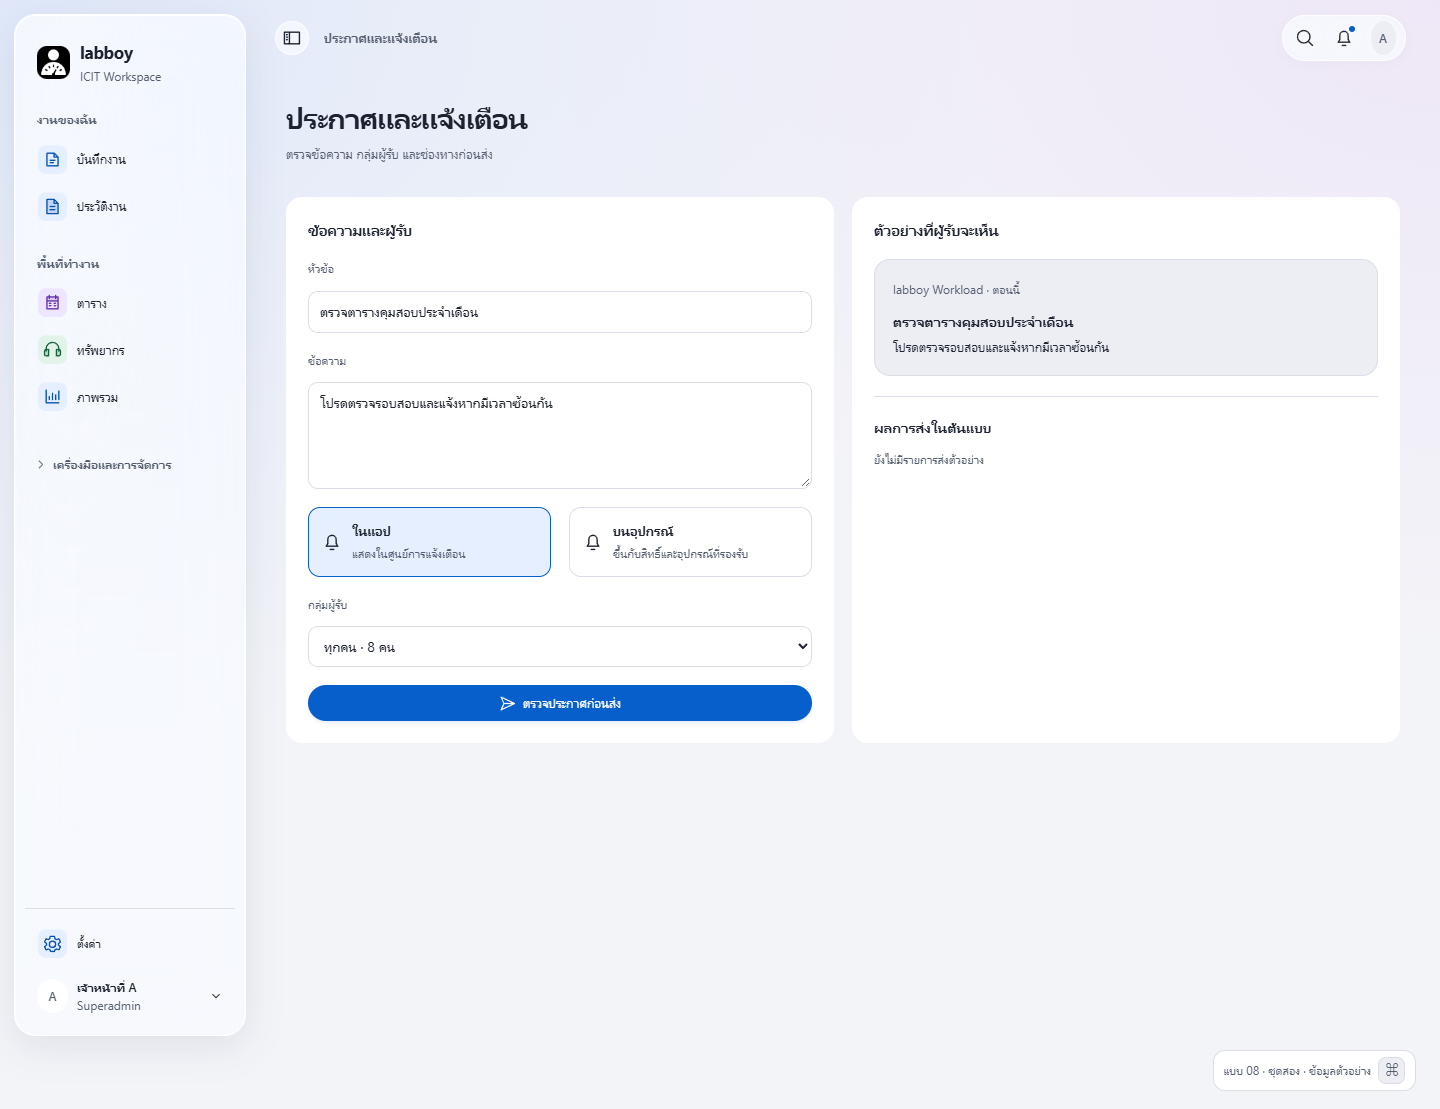 labboy
ICIT Workspace
งานของฉัน
บันทึกงาน
ประวัติงาน
พื้นที่ทำงาน
ตาราง
ทรัพยากร
ภาพรวม
เครื่องมือและการจัดการ
ตั้งค่า
A
เจ้าหน้าที่ A
Superadmin
ประกาศและแจ้งเตือน
A
ประกาศและแจ้งเตือน
ตรวจข้อความ กลุ่มผู้รับ และช่องทางก่อนส่ง
ข้อความและผู้รับ
หัวข้อ
ตรวจตารางคุมสอบประจำเดือน
ข้อความ
โปรดตรวจรอบสอบและแจ้งหากมีเวลาซ้อนกัน
ในแอป
แสดงในศูนย์การแจ้งเตือน
บนอุปกรณ์
ขึ้นกับสิทธิ์และอุปกรณ์ที่รองรับ
กลุ่มผู้รับ
ทุกคน · 8 คน
ตรวจประกาศก่อนส่ง
ตัวอย่างที่ผู้รับจะเห็น
labboy Workload · ตอนนี้
ตรวจตารางคุมสอบประจำเดือน
โปรดตรวจรอบสอบและแจ้งหากมีเวลาซ้อนกัน
ผลการส่งในต้นแบบ
ยังไม่มีรายการส่งตัวอย่าง
แบบ 08 · ชุดสอง · ข้อมูลตัวอย่าง ⌘